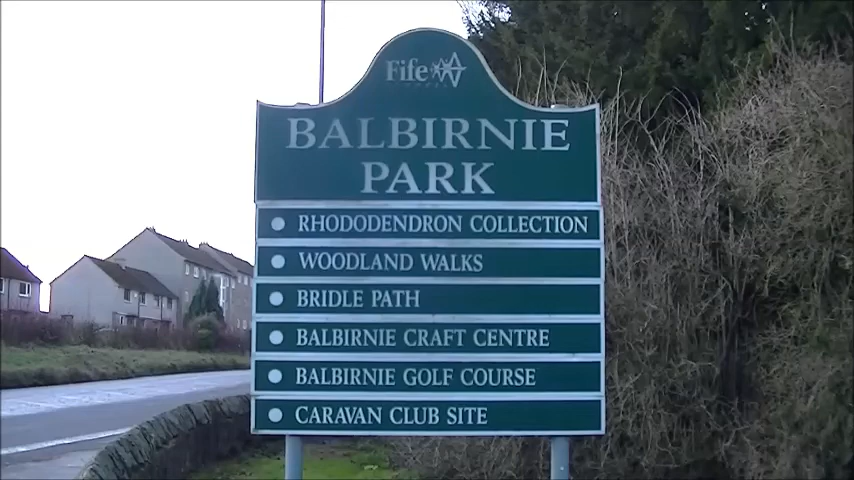 Fife
BALBIRNIE
PARK
RHODODENDRON COLLECTION
WOODLAND WALKS
BRIDLE PATH
BALBIRNIE CRAFT CENTRE
BALBIRNIE GOLF COURSE
CARAVAN CLUB SITE